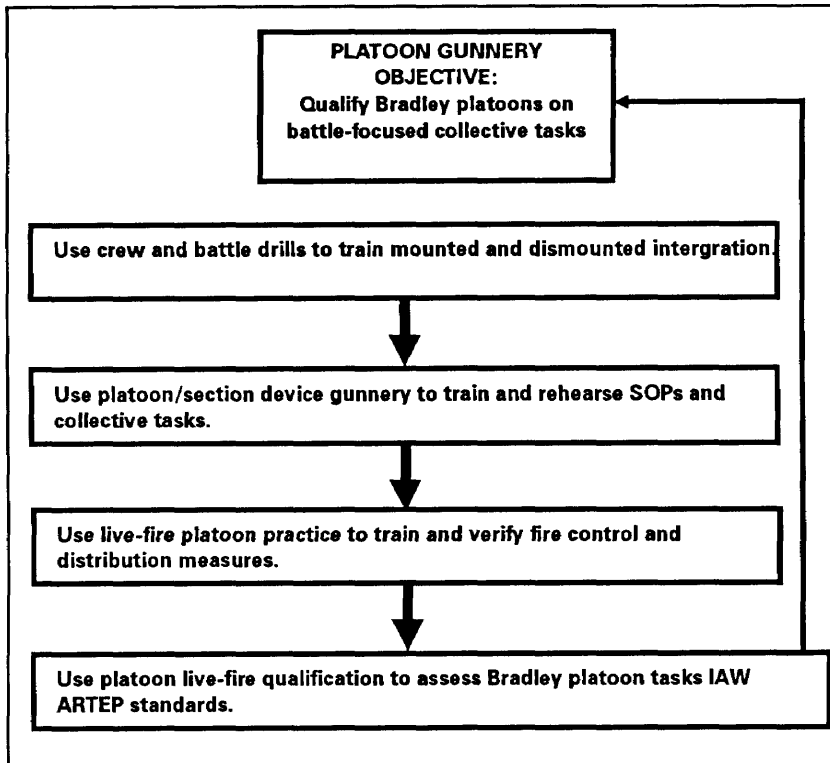 PLATOON GUNNERY
OBJECTIVE:
Qualify Bradley platoons on
battle-focused collective tasks
Use crew and battle drills to train mounted and dismounted intergration.
Use platoon/section device gunnery to train and rehearse SOPs and
collective tasks.
Use live-fire platoon practice to train and verify fire control and
distribution measures.
Use platoon live-fire qualification to assess Bradley platoon tasks IAW
ARTEP standards.